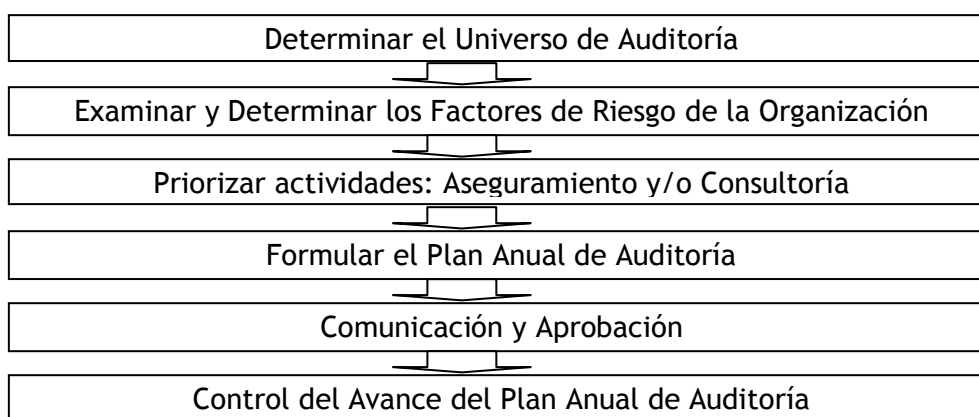 Determinar el Universo de Auditoría
Examinar y Determinar los Factores de Riesgo de la Organización
Priorizar actividades: Aseguramiento y/o Consultoría
Formular el Plan Anual de Auditoría
Comunicación y Aprobación
Control del Avance del Plan Anual de Auditoría